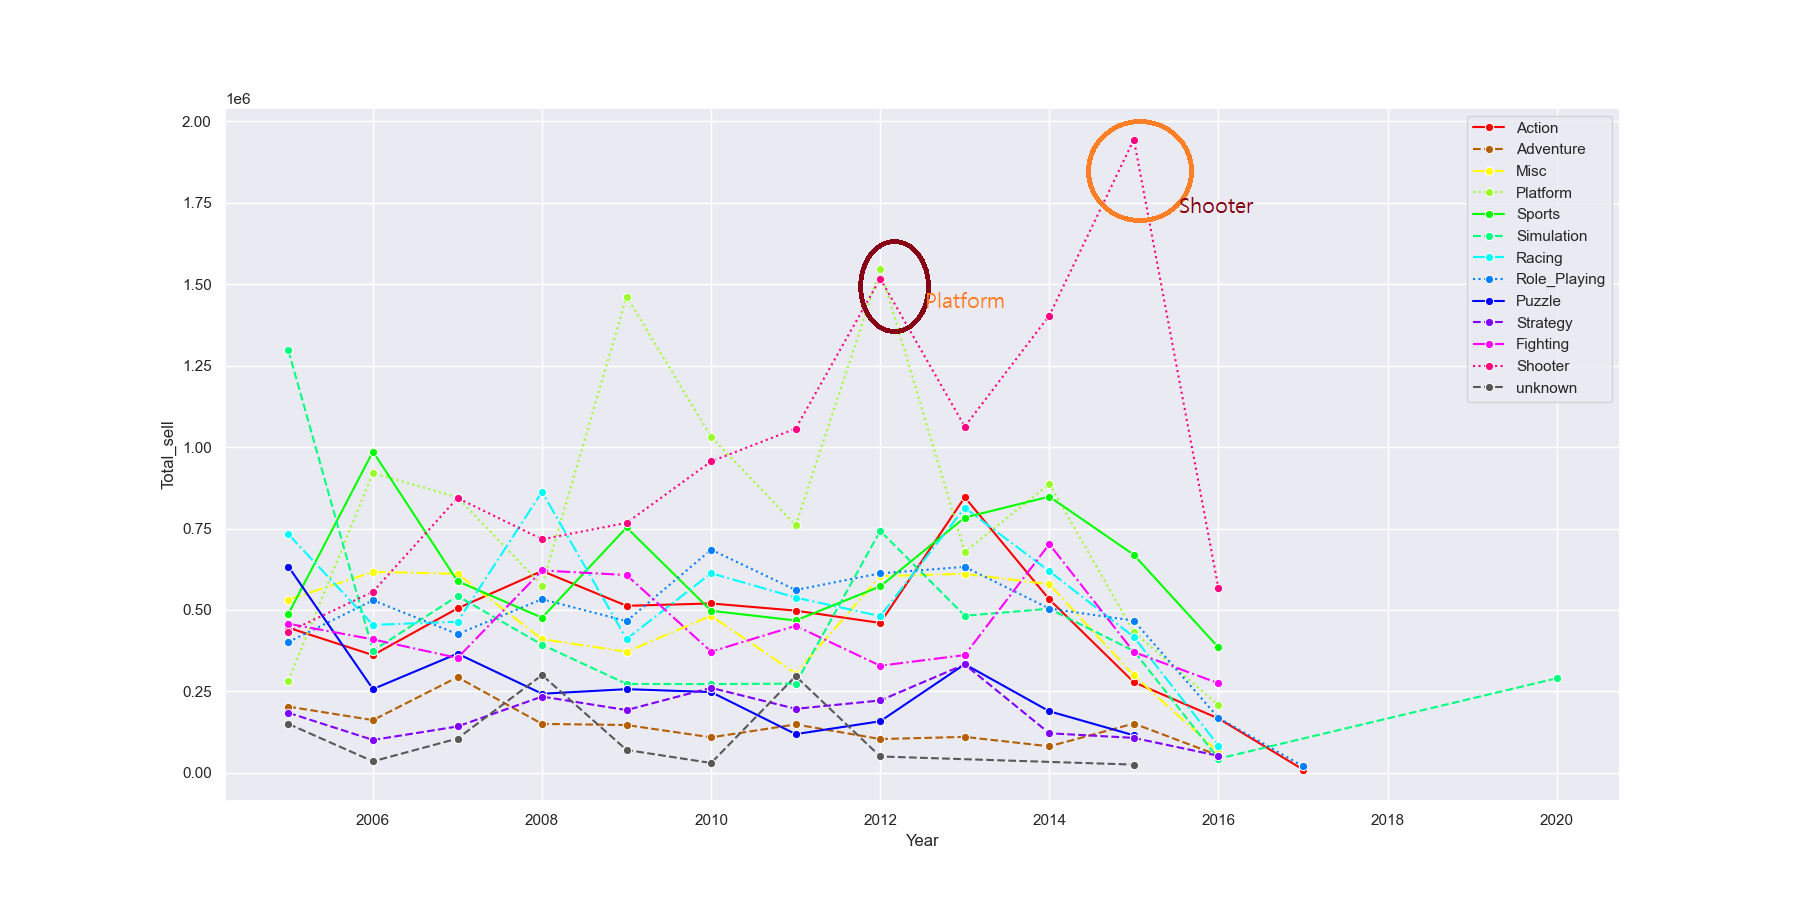 1e6
2.00
1.75
1.50
1.25
1.00
0.75
0.50
0.25
0.00
Total_sell
2006 2008 2010 2012 2014 2016 2018 2020
Year
Shooter
Platform
Action
Adventure
Misc
Platform
Sports
Simulation
Racing
Role_Playing
Puzzle
Strategy
Fighting
Shooter
unknown